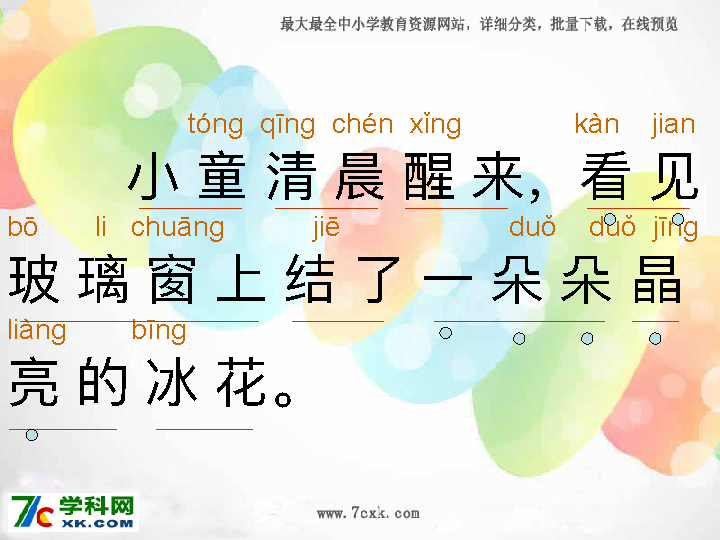 最大最全中小学教育资源网站，详细分类，批量下载，在线预览
tóng qīng chén xǐng kàn jian
小童清晨醒来，看见
bō li chuāng jiē duǒ duǒ jīng
玻璃窗上结了一朵朵晶
liàng bīng
亮的冰花。
7C学科网
XK.COM
www.7cxk.com